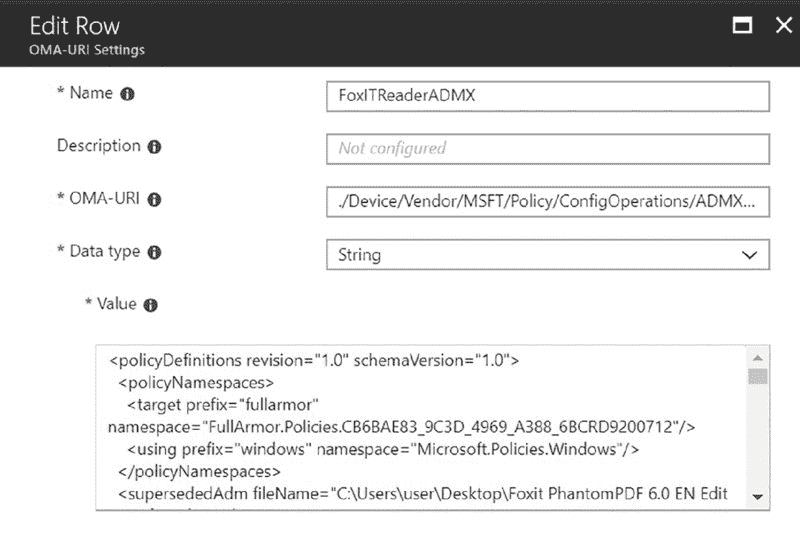 Edit Row
OMA-URI Settings
* Name
FoxITReaderADMX
Description
Not configured
* OMA-URI
./Device/Vendor/MSFT/Policy/ConfigOperations/ADMX...
* Data type
String
* Value
<policyDefinitions revision="1.0" schemaVersion="1.0">
<policyNamespaces>
<target prefix="fullarmor"
namespace="FullArmor.Policies.CB6BAE83_9C3D_4969_A388_6BCRD9200712"/>
<using prefix="windows" namespace="Microsoft.Policies.Windows"/>
</policyNamespaces>
<supersededAdm fileName="C:\Users\user\Desktop\Foxit PhantomPDF 6.0 EN Edit